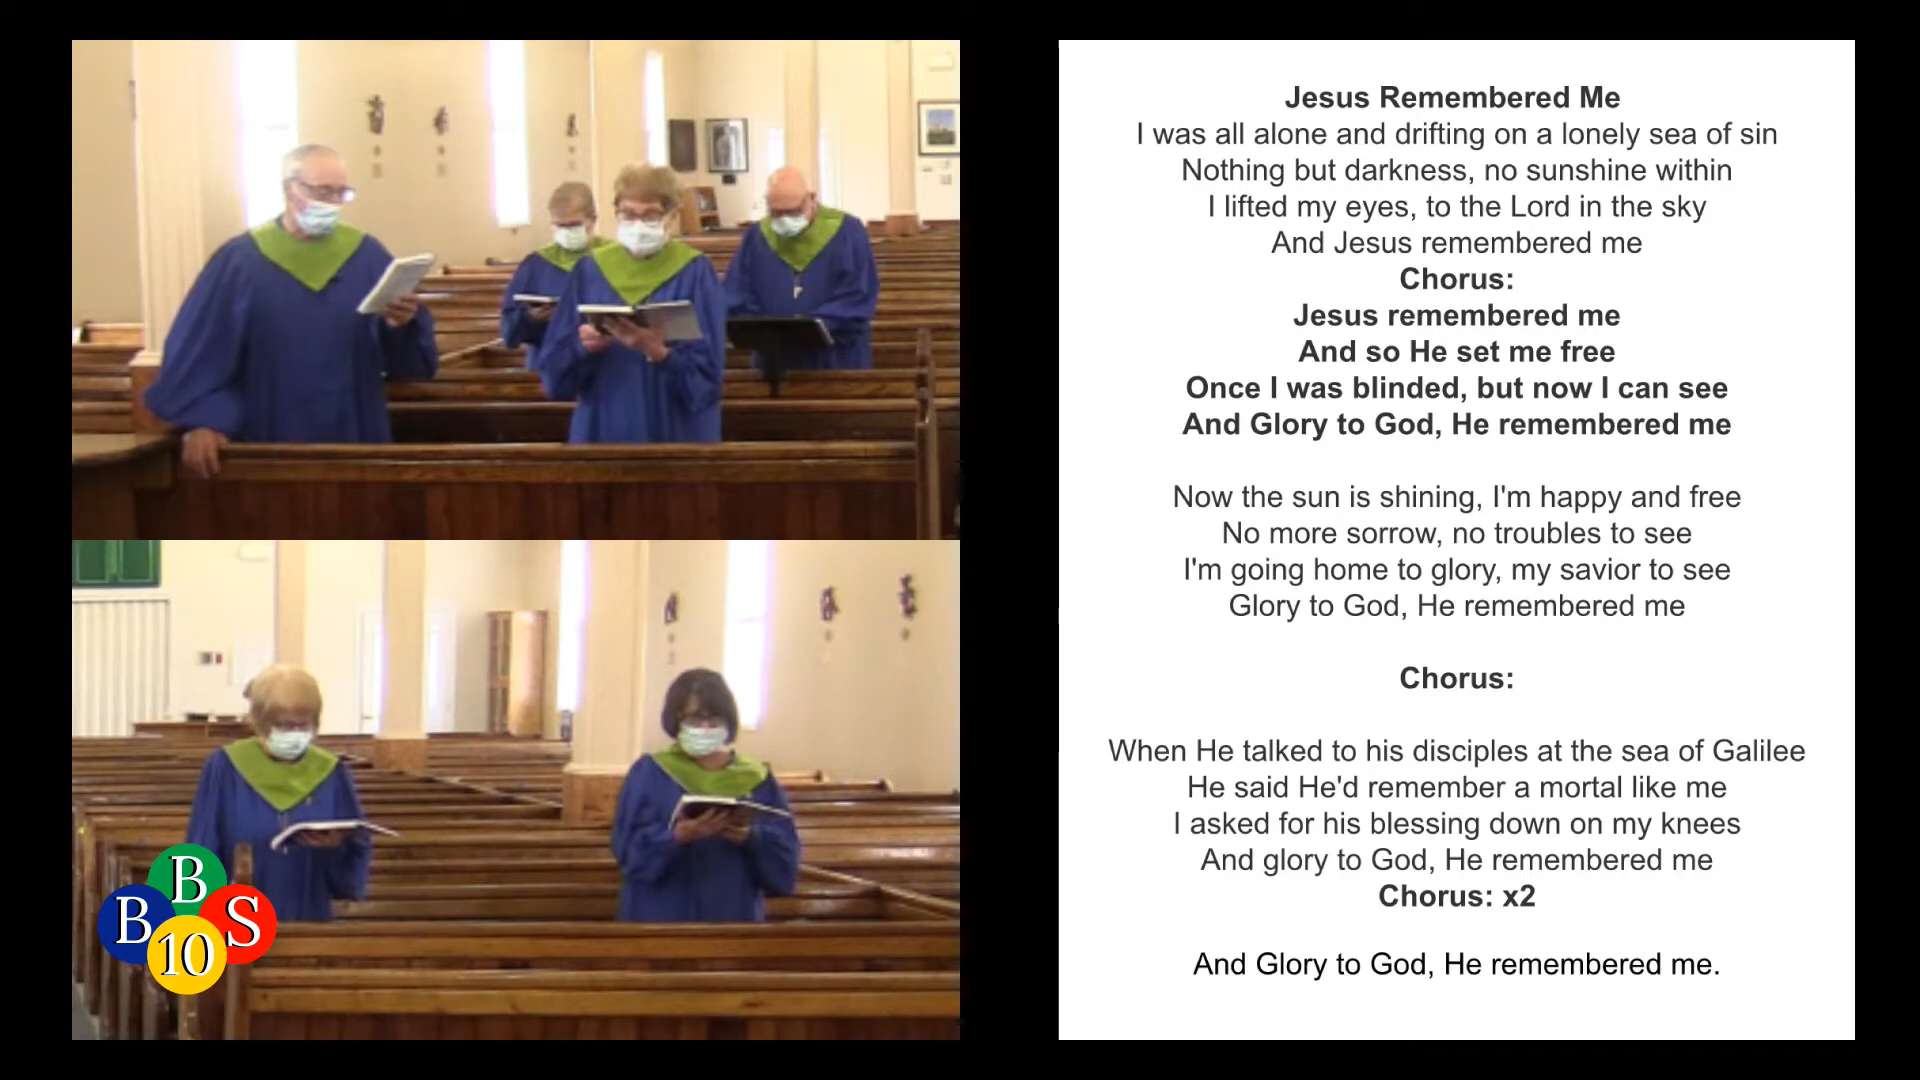 Jesus Remembered Me
I was all alone and drifting on a lonely sea of sin
Nothing but darkness, no sunshine within
I lifted my eyes, to the Lord in the sky
And Jesus remembered me
Chorus:
Jesus remembered me
And so He set me free
Once I was blinded, but now I can see
And Glory to God, He remembered me
Now the sun is shining, I'm happy and free
No more sorrow, no troubles to see
I'm going home to glory, my savior to see
Glory to God, He remembered me
Chorus:
When He talked to his disciples at the sea of Galilee
He said He'd remember a mortal like me
I asked for his blessing down on my knees
And glory to God, He remembered me
Chorus: x2
And Glory to God, He remembered me.
B
B S
10